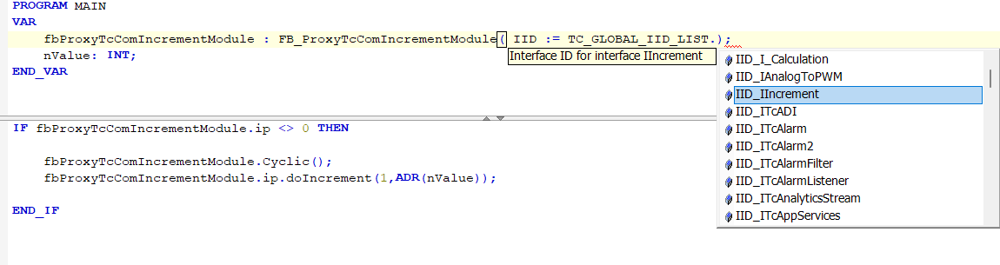 PROGRAM MAIN
VAR
fbProxyTcComIncrementModule : FB_ProxyTcComIncrementModule( IID := TC_GLOBAL_IID_LIST.);
nValue: INT;
Interface ID for interface IIncrement
END_VAR
IID_I_Calculation
IID_IAnalogToPWM
IID_IIncrement
IID_ITcADI
IID_ITcAlarm
IID_ITcAlarm2
IID_ITcAlarmFilter
IID_ITcAlarmListener
IID_ITcAnalyticsStream
IID_ITcAppServices
IF fbProxyTcComIncrementModule.ip <> 0 THEN
fbProxyTcComIncrementModule.Cyclic();
fbProxyTcComIncrementModule.ip.doIncrement(1,ADR(nValue));
END_IF